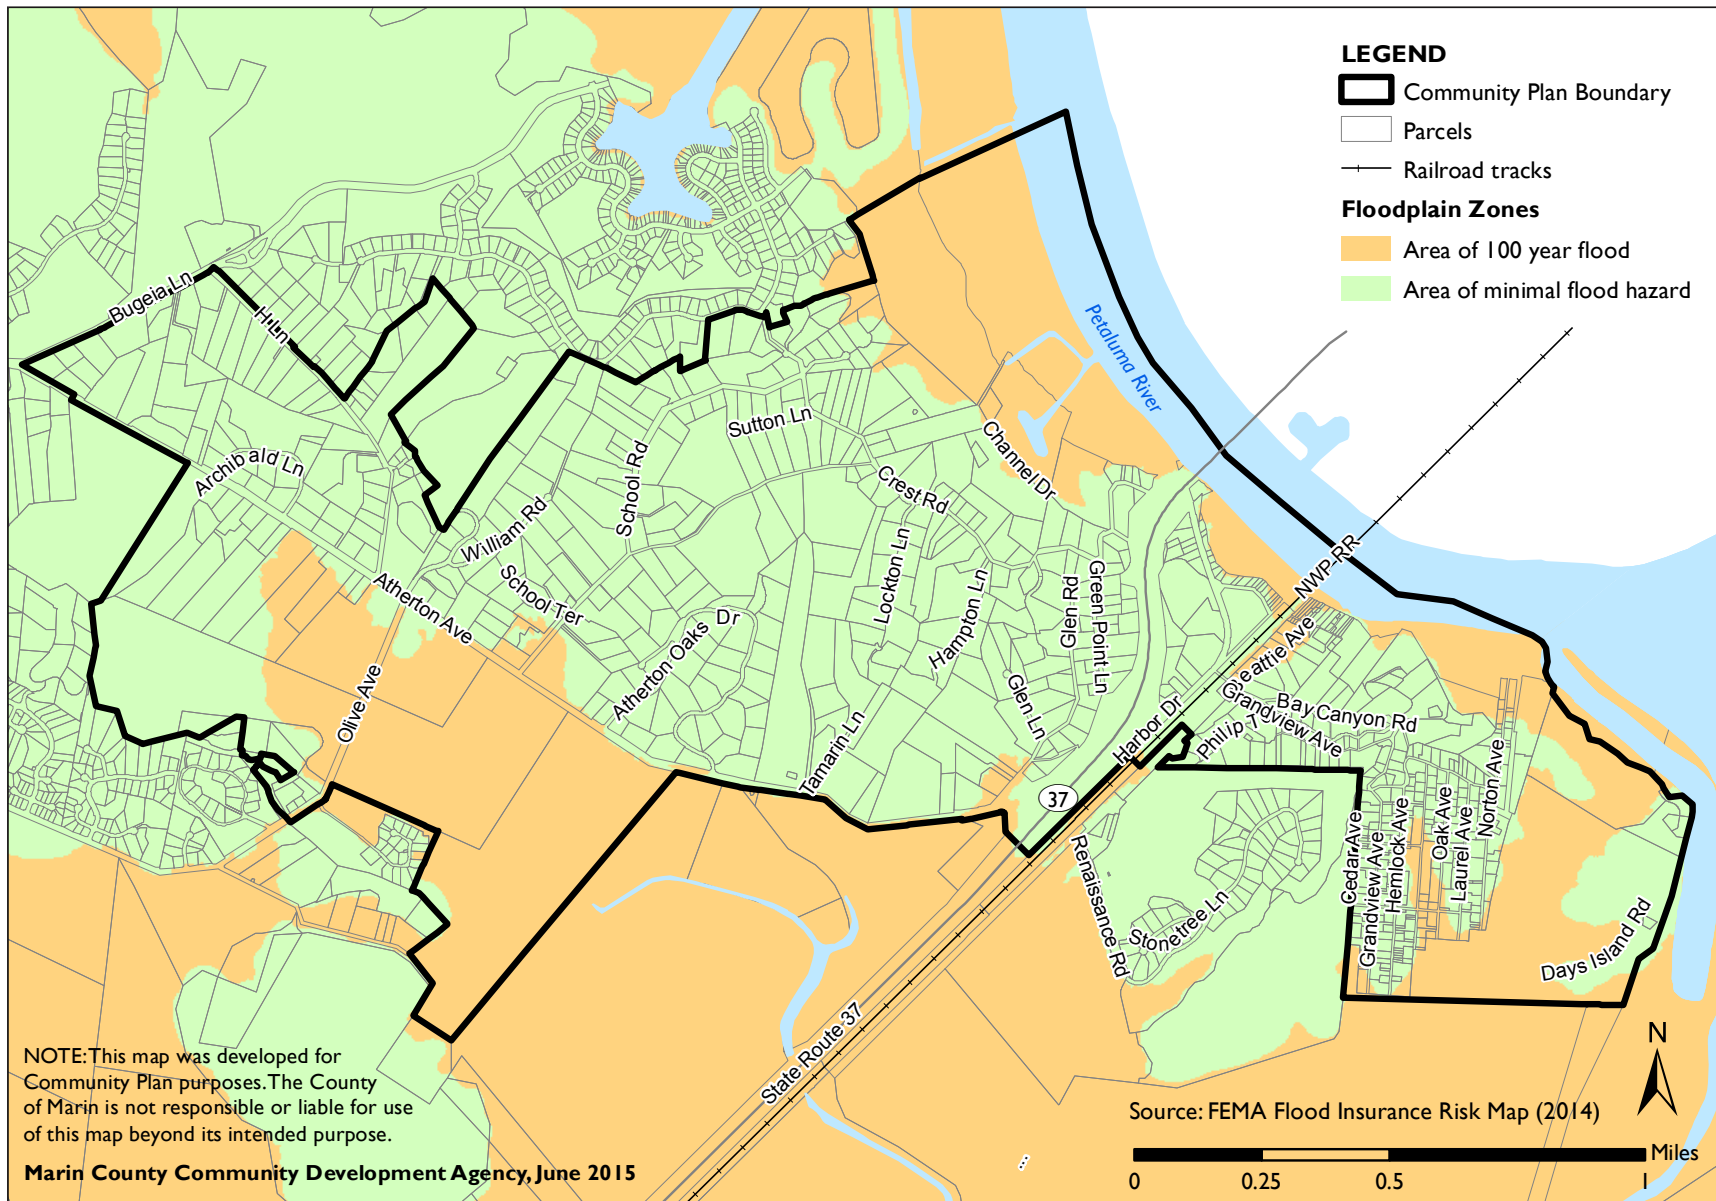 LEGEND
Community Plan Boundary
Parcels
Railroad tracks
Floodplain Zones
Area of 100 year flood
Area of minimal flood hazard
Bugeia Ln
H Ln
Petaluma River
Archibald Ln
Sutton Ln
School Rd
Channel Dr
Crest Rd
William Rd
Lockton Ln
NWP RR
School Ter
Atherton Ave
Hampton Ln
Glen Rd
Green Point Ln
Atherton Oaks Dr
Beattie Ave
Olive Ave
Glen Ln
Grandview Ave
Bay Canyon Rd
Harbor Dr
Philip T
Tamarin Ln
37
Norton Ave
Renaissance Rd
Cedar Ave
Grandview Ave
Hemlock Ave
Oak Ave
Laurel Ave
Stonetree Ln
Days Island Rd
State Route 37
N
NOTE: This map was developed for
Community Plan purposes. The County
of Marin is not responsible or liable for use
of this map beyond its intended purpose.
Marin County Community Development Agency, June 2015
Source: FEMA Flood Insurance Risk Map (2014)
Miles
0 0.25 0.5 1
...